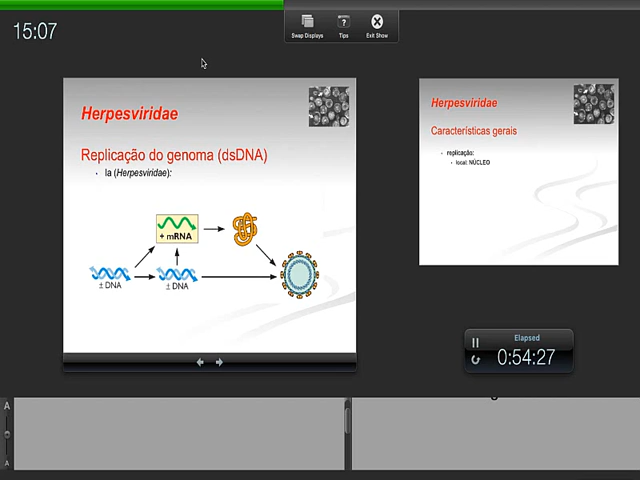 15:07
Swap Displays
Tips
Exit Show
Herpesviridae
Replicação do genoma (dsDNA)
• Ia (Herpesviridae):
+ mRNA
± DNA
± DNA
Herpesviridae
Características gerais
• replicação:
• local: NÚCLEO
Elapsed
0:54:27
A
A